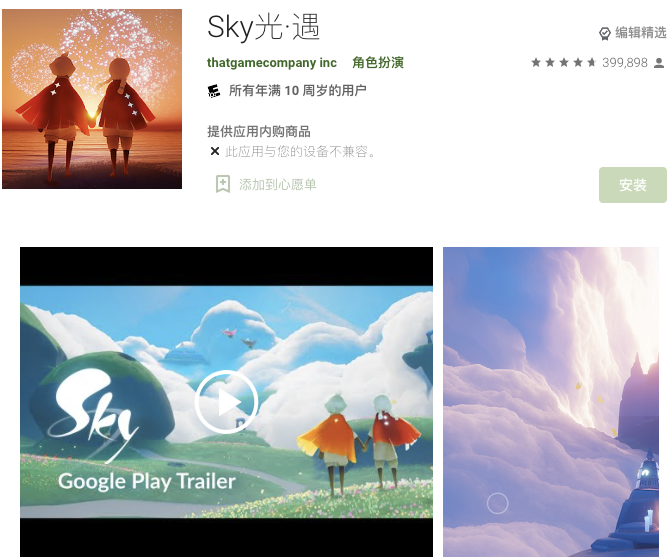 Sky光·遇
编辑精选
thatgamecompany inc 角色扮演
399,898
所有年满 10 周岁的用户
提供应用内购商品
此应用与您的设备不兼容。
添加到心愿单
安装
Sky
Google Play Trailer